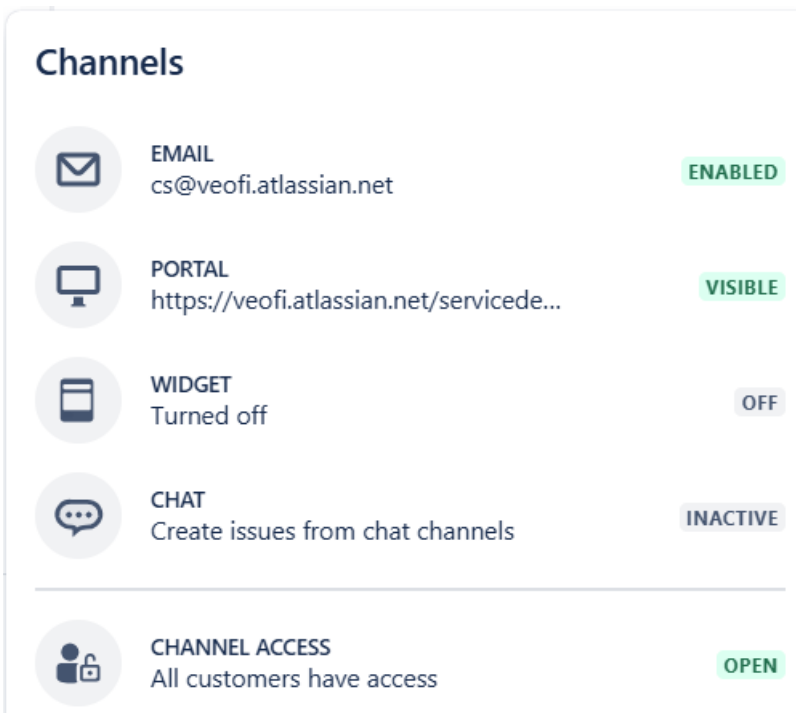 Channels
EMAIL
cs@veofi.atlassian.net
ENABLED
PORTAL
https://veofi.atlassian.net/servicede...
VISIBLE
WIDGET
Turned off
OFF
CHAT
Create issues from chat channels
INACTIVE
CHANNEL ACCESS
All customers have access
OPEN